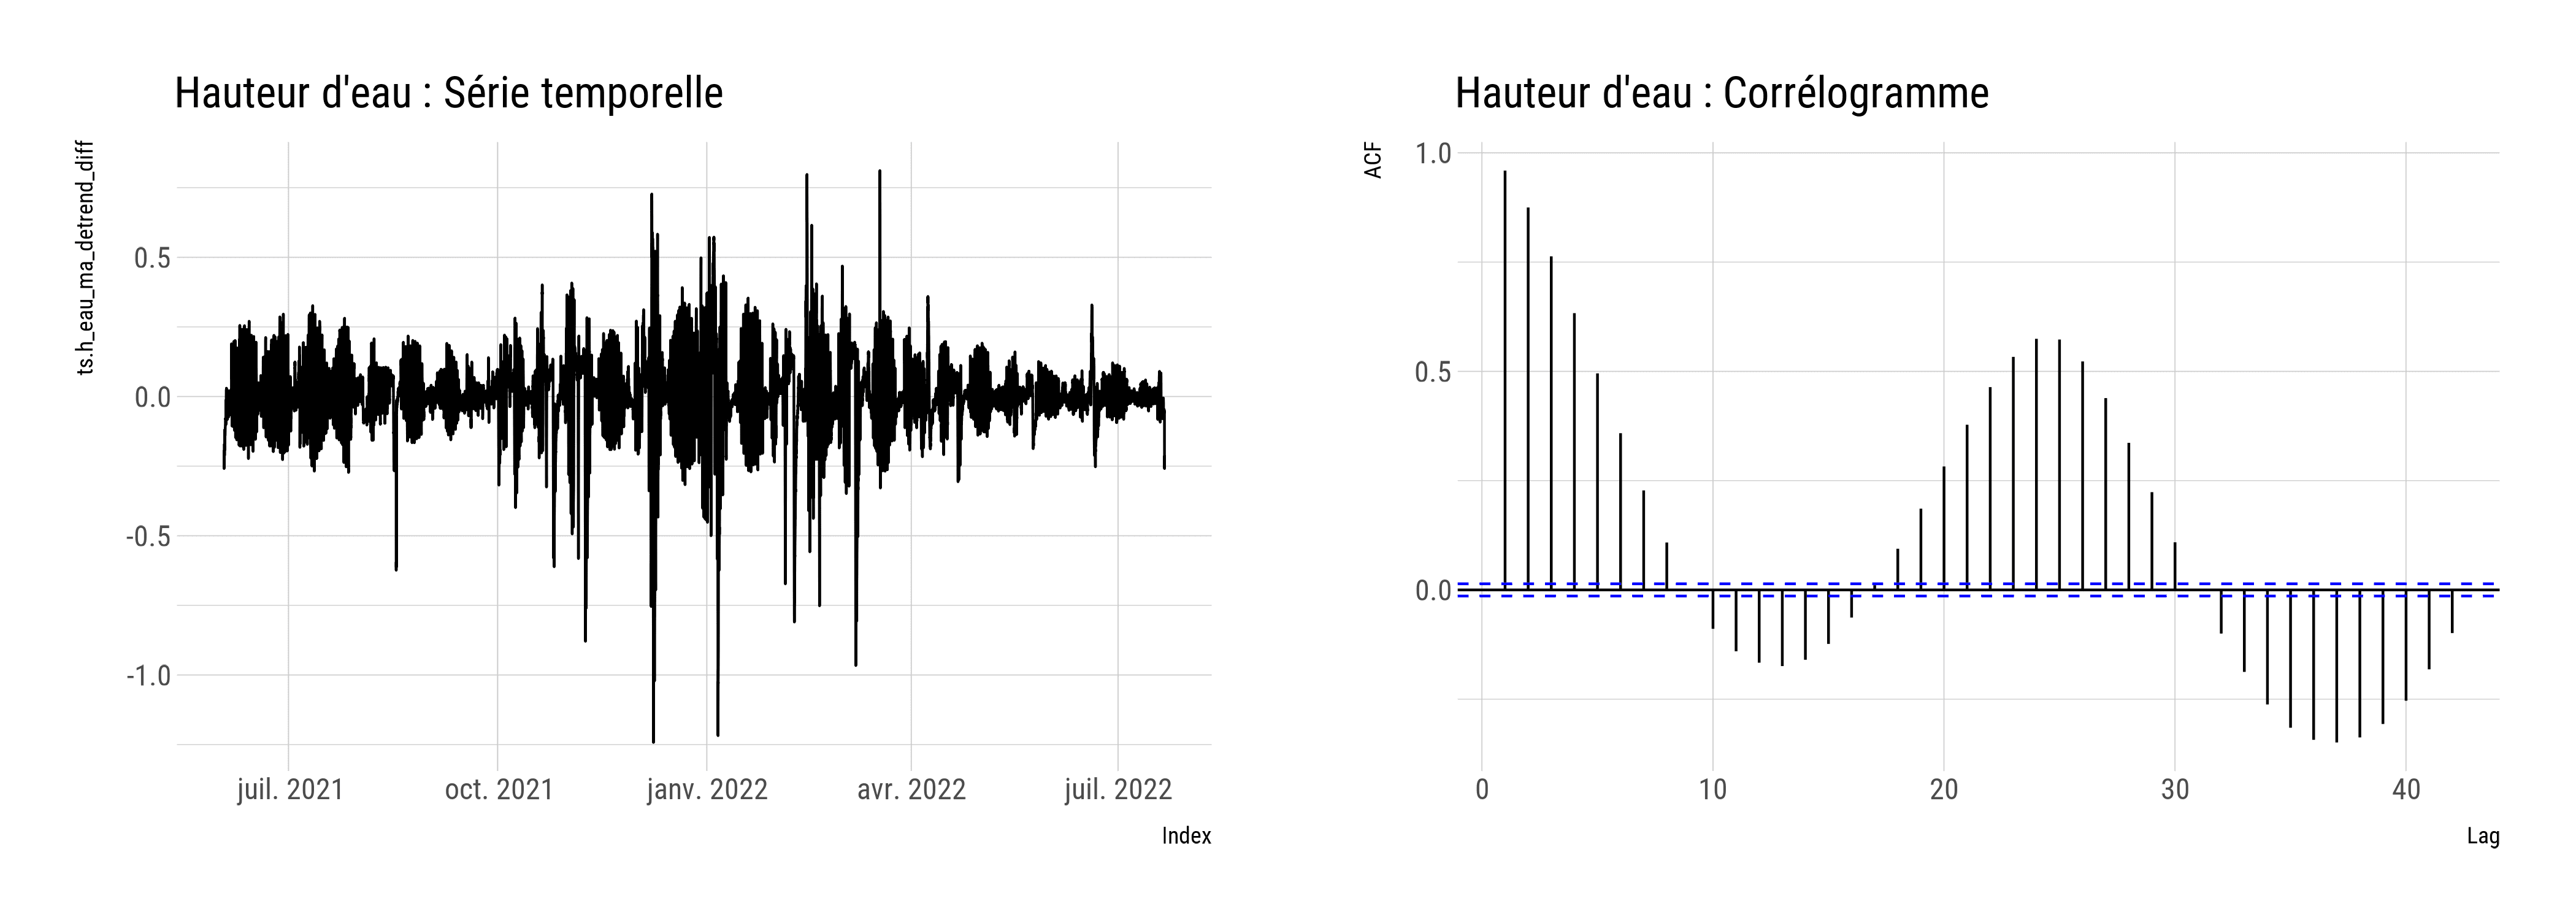 Hauteur d'eau : Série temporelle
ts.h_eau_ma_detrend_diff
0.5
0.0
-0.5
-1.0
juil. 2021 oct. 2021 janv. 2022 avr. 2022 juil. 2022
Index
Hauteur d'eau : Corrélogramme
ACF
1.0
0.5
0.0
0 10 20 30 40
Lag